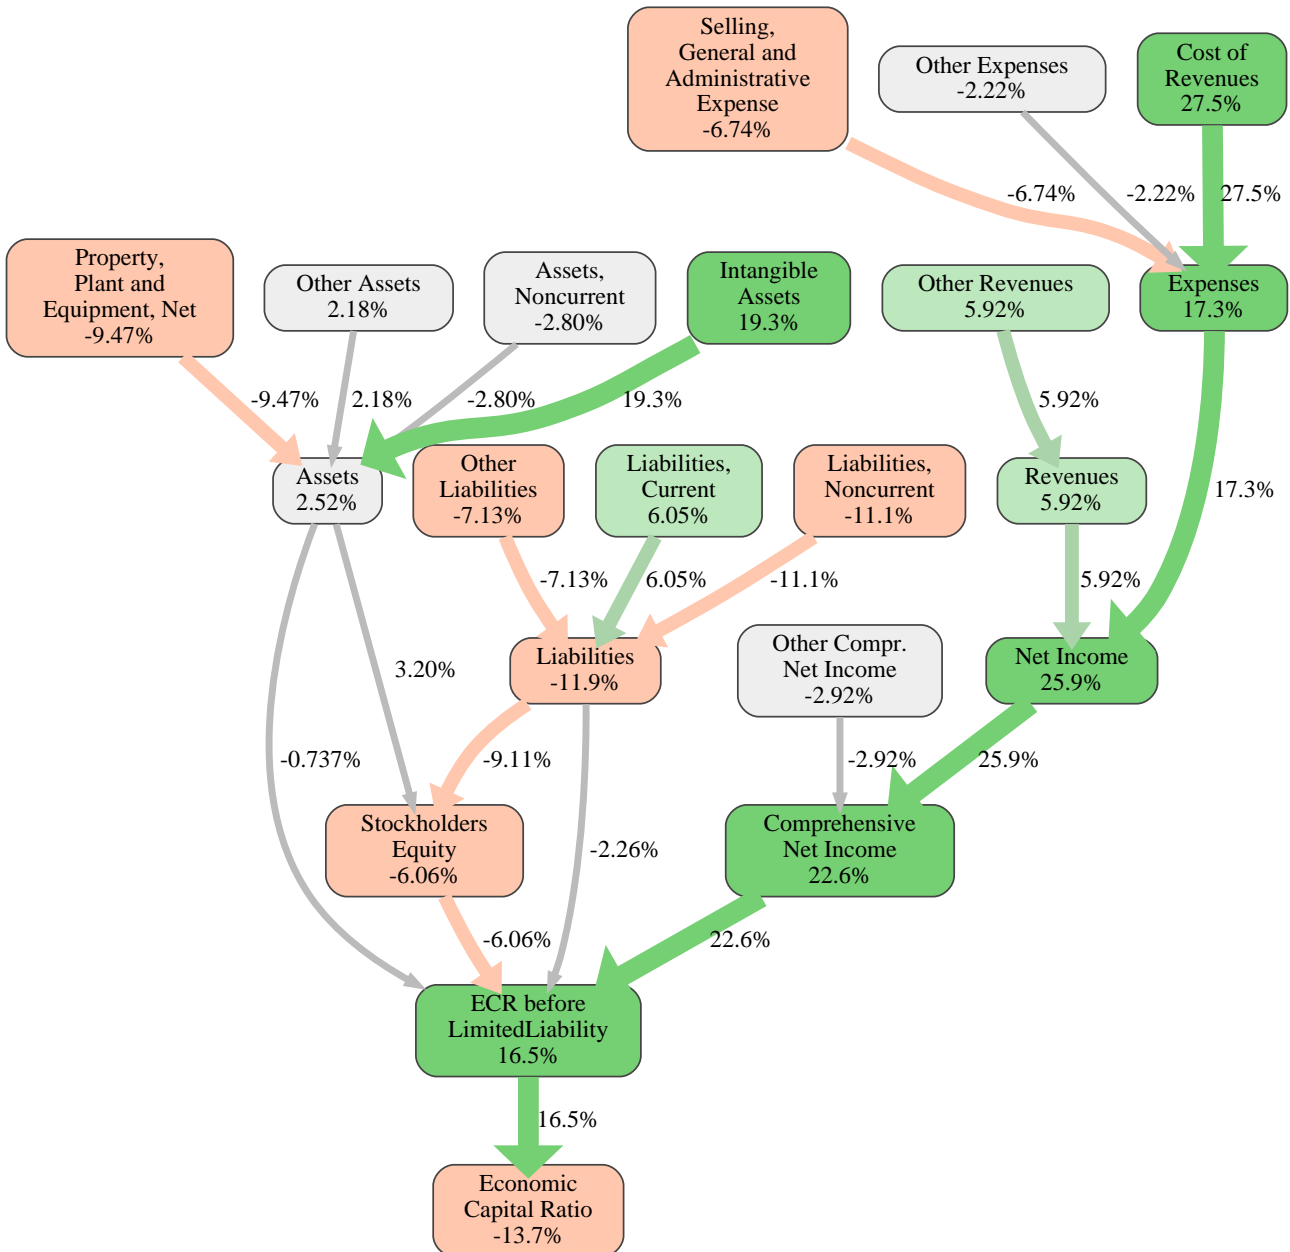 Selling,
General and
Administrative
Expense
-6.74%
Other Expenses
-2.22%
Cost of
Revenues
27.5%
-6.74%
-2.22%
27.5%
Property,
Plant and
Equipment, Net
-9.47%
Other Assets
2.18%
Assets,
Noncurrent
-2.80%
Intangible
Assets
19.3%
Other Revenues
5.92%
Expenses
17.3%
-9.47%
2.18%
-2.80%
19.3%
5.92%
Assets
2.52%
Other
Liabilities
-7.13%
Liabilities,
Current
6.05%
Liabilities,
Noncurrent
-11.1%
Revenues
5.92%
17.3%
-7.13%
6.05%
-11.1%
5.92%
Liabilities
-11.9%
Other Compr.
Net Income
-2.92%
Net Income
25.9%
3.20%
-0.737%
-9.11%
-2.92%
25.9%
Stockholders
Equity
-6.06%
-2.26%
Comprehensive
Net Income
22.6%
-6.06%
22.6%
ECR before
LimitedLiability
16.5%
16.5%
Economic
Capital Ratio
-13.7%